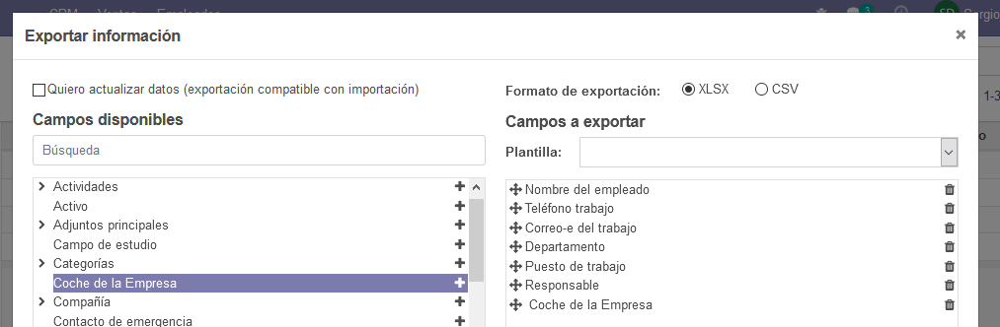 CRM Ventas Empleados 3 SD Sergio
Exportar información ×
Quiero actualizar datos (exportación compatible con importación)
Formato de exportación: XLSX CSV
Campos disponibles
Campos a exportar
Búsqueda
Plantilla:
Actividades
Activo
Adjuntos principales
Campo de estudio
Categorías
Coche de la Empresa
Compañía
Contacto de emergencia
Nombre del empleado
Teléfono trabajo
Correo-e del trabajo
Departamento
Puesto de trabajo
Responsable
Coche de la Empresa
1-3
o